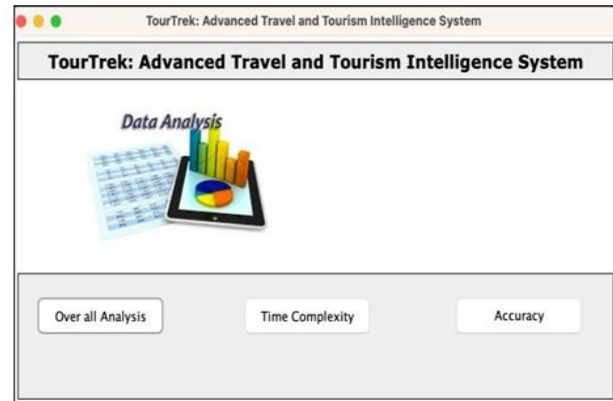 TourTrek: Advanced Travel and Tourism Intelligence System
TourTrek: Advanced Travel and Tourism Intelligence System
Data Analysis
Over all Analysis
Time Complexity
Accuracy